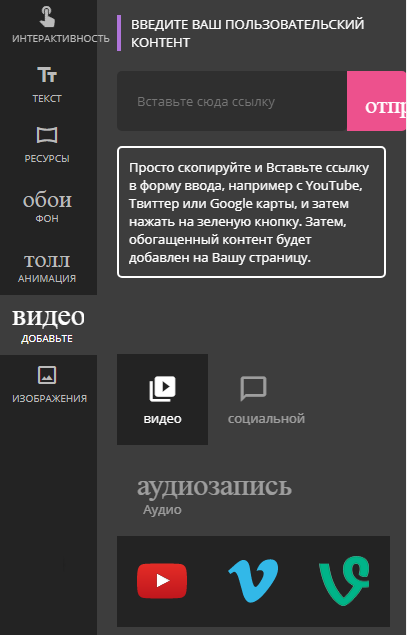 ИНТЕРАКТИВНОСТЬ
Тт
ТЕКСТ
РЕСУРСЫ
обои
ФОН
толл
АНИМАЦИЯ
видео
ДОБАВЬТЕ
ИЗОБРАЖЕНИЯ
ВВЕДИТЕ ВАШ ПОЛЬЗОВАТЕЛЬСКИЙ
КОНТЕНТ
Вставьте сюда ссылку
отпр
Просто скопируйте и Вставьте ссылку
в форму ввода, например с YouTube,
Твиттер или Google карты, и затем
нажать на зеленую кнопку. Затем,
обогащенный контент будет
добавлен на Вашу страницу.
видео
социальной
аудиозапись
Аудио